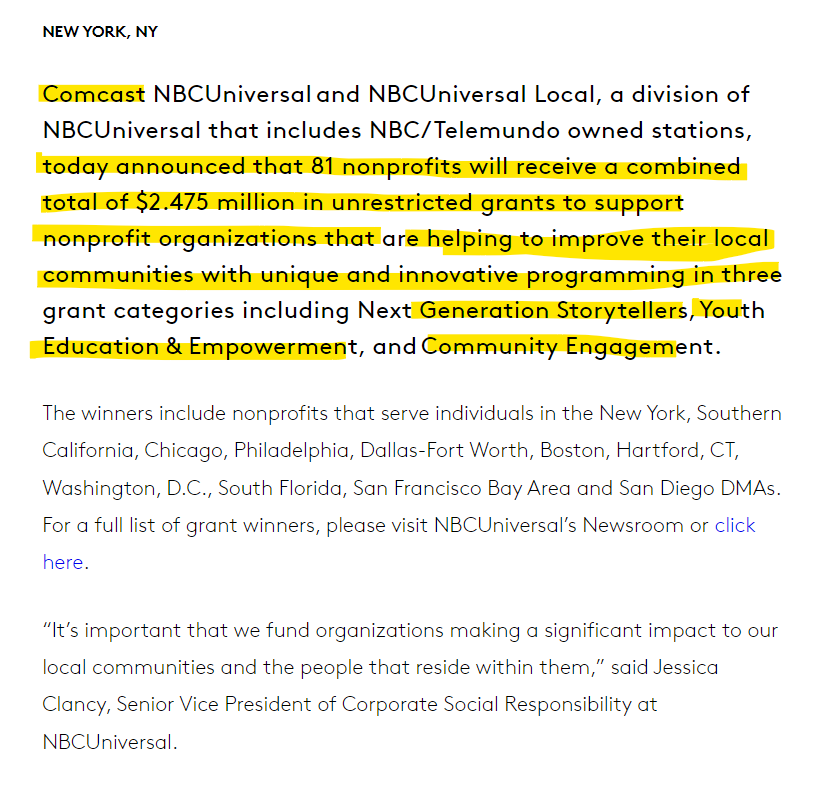 NEW YORK, NY
Comcast NBCUniversal and NBCUniversal Local, a division of
NBCUniversal that includes NBC/Telemundo owned stations,
today announced that 81 nonprofits will receive a combined
total of $2.475 million in unrestricted grants to support
nonprofit organizations that are helping to improve their local
communities with unique and innovative programming in three
grant categories including Next Generation Storytellers, Youth
Education & Empowerment, and Community Engagement.
The winners include nonprofits that serve individuals in the New York, Southern
California, Chicago, Philadelphia, Dallas-Fort Worth, Boston, Hartford, CT,
Washington, D.C., South Florida, San Francisco Bay Area and San Diego DMAs.
For a full list of grant winners, please visit NBCUniversal’s Newsroom or click
here.
“It’s important that we fund organizations making a significant impact to our
local communities and the people that reside within them,” said Jessica
Clancy, Senior Vice President of Corporate Social Responsibility at
NBCUniversal.